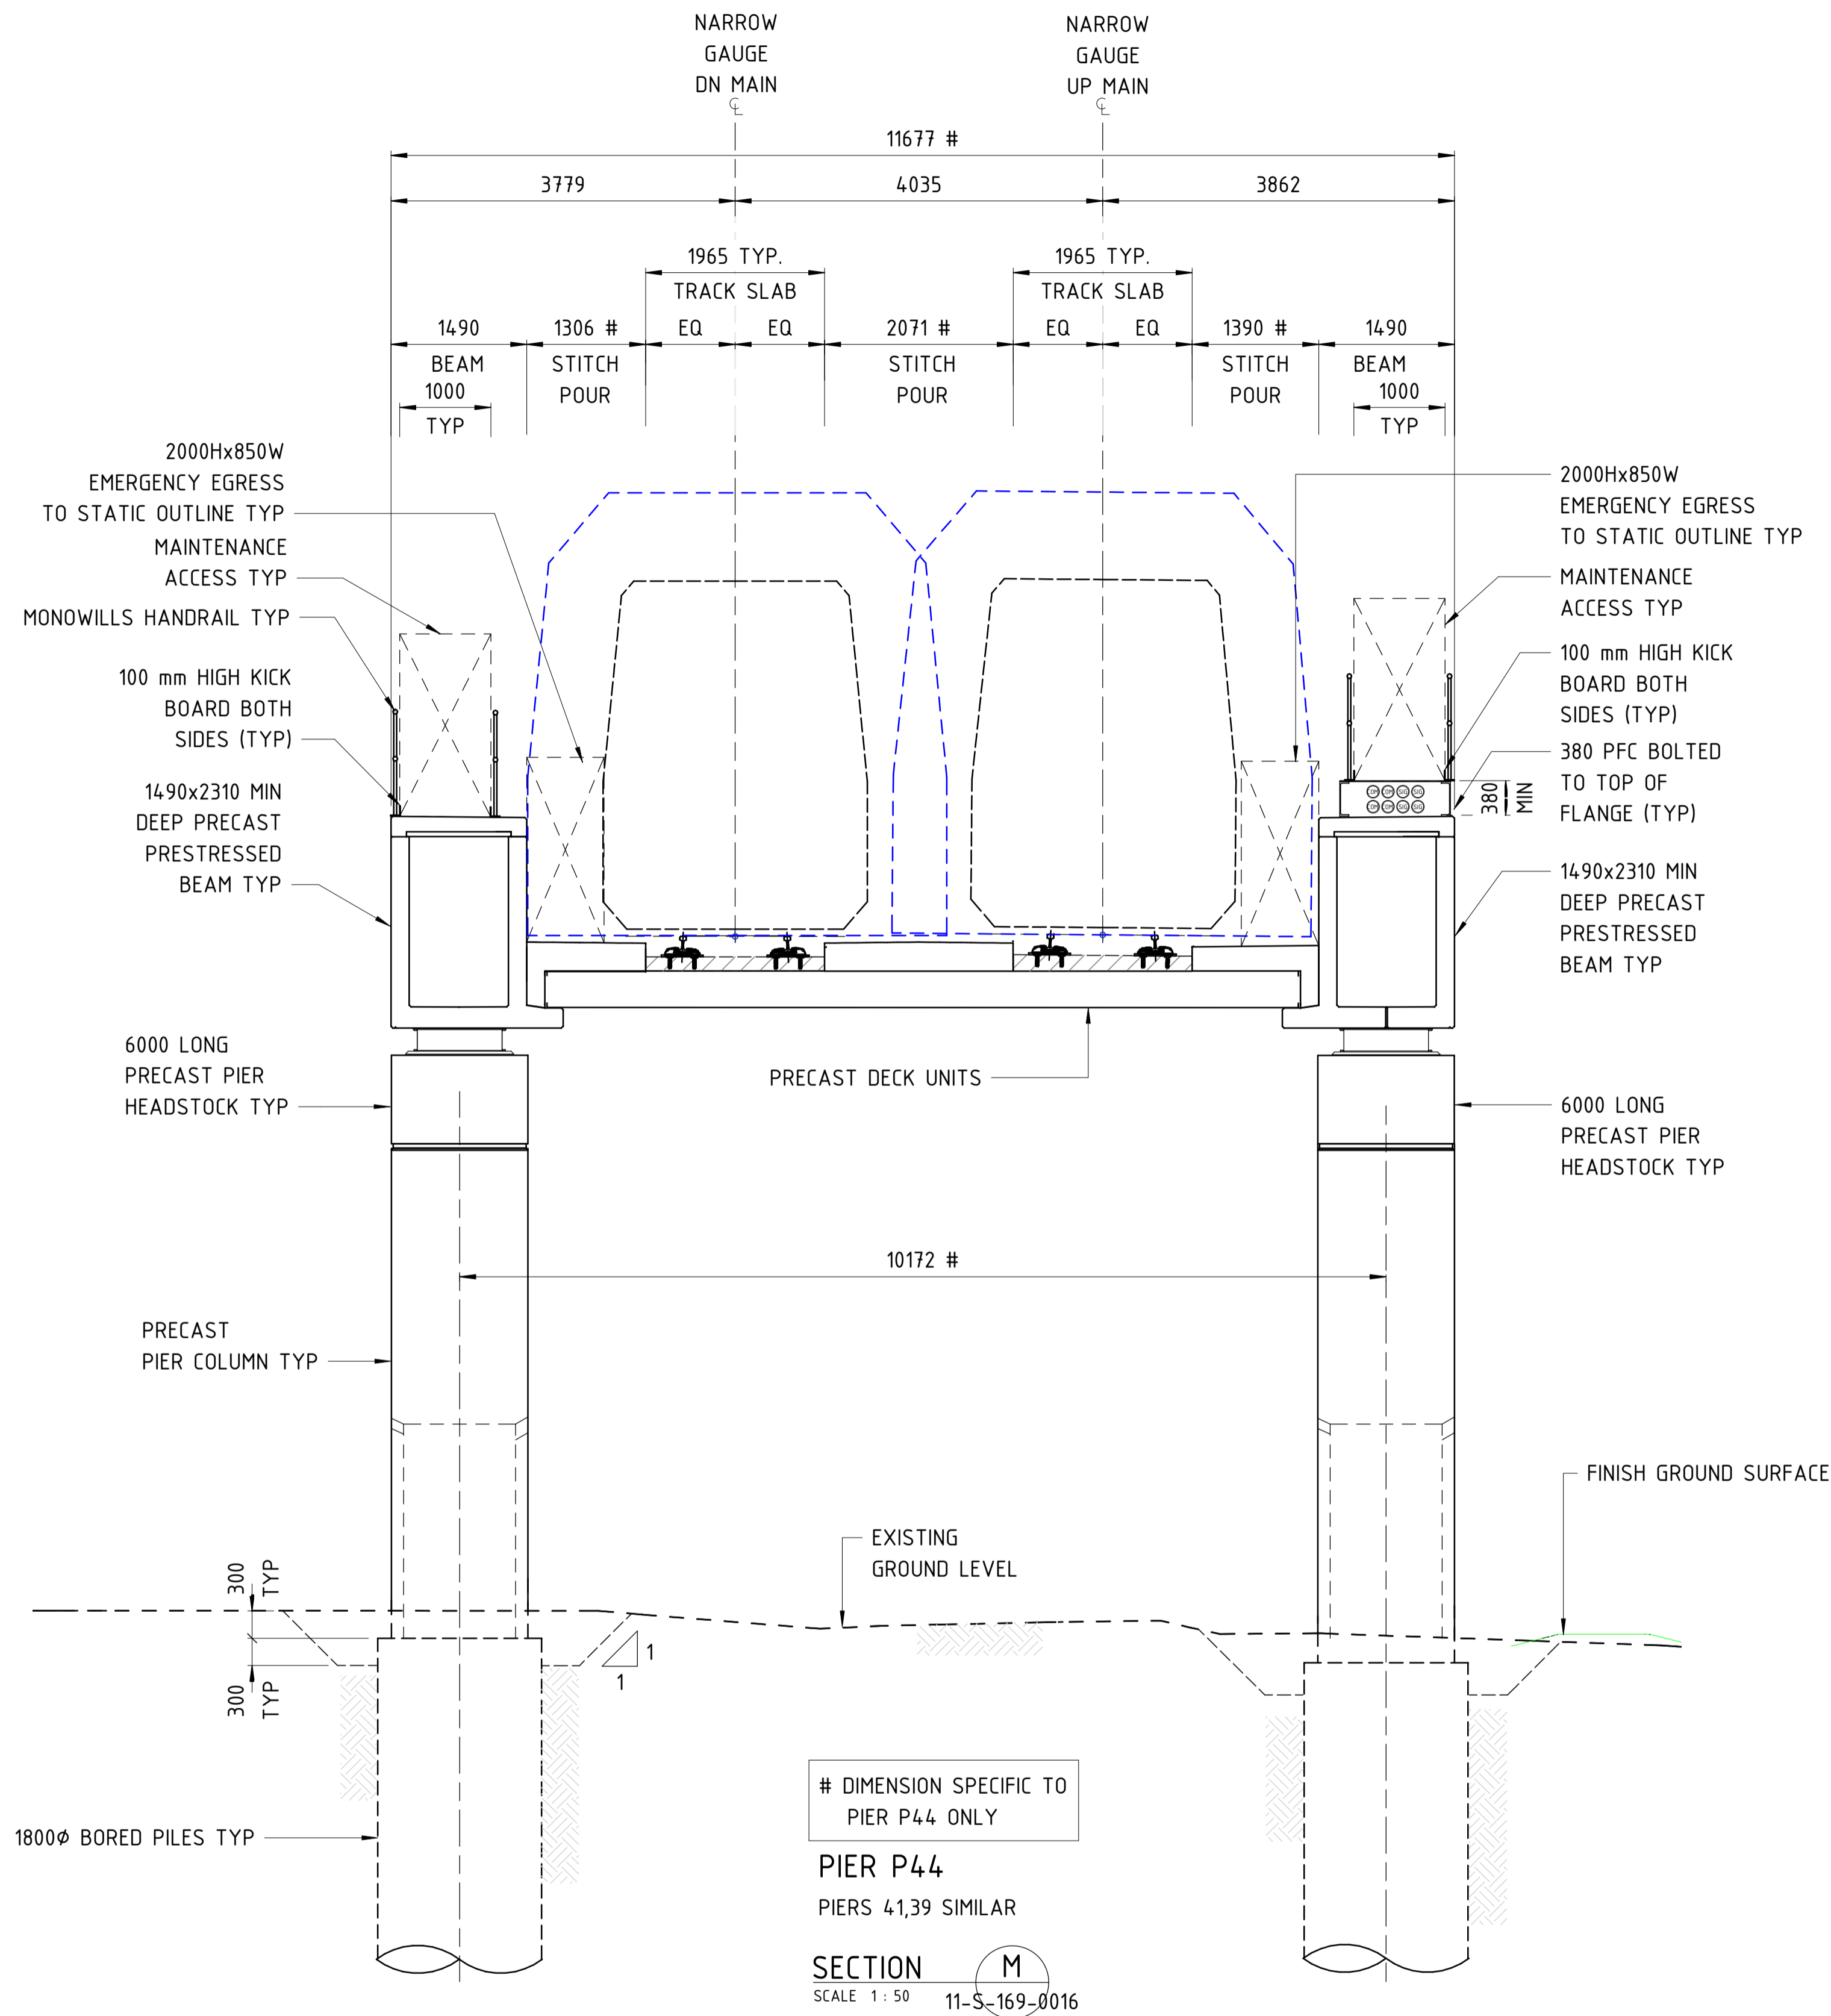 NARROW
GAUGE
DN MAIN
NARROW
GAUGE
UP MAIN
11677 #
3779
4035
3862
1965 TYP.
TRACK SLAB
1965 TYP.
TRACK SLAB
1490
BEAM
1306 #
STITCH
POUR
EQ
EQ
2071 #
STITCH
POUR
EQ
EQ
1390 #
STITCH
POUR
1490
BEAM
1000
TYP
1000
TYP
2000Hx850W
EMERGENCY EGRESS
TO STATIC OUTLINE TYP
MAINTENANCE
ACCESS TYP
MONOWILLS HANDRAIL TYP
100 mm HIGH KICK
BOARD BOTH
SIDES (TYP)
1490x2310 MIN
DEEP PRECAST
PRESTRESSED
BEAM TYP
2000Hx850W
EMERGENCY EGRESS
TO STATIC OUTLINE TYP
MAINTENANCE
ACCESS TYP
100 mm HIGH KICK
BOARD BOTH
SIDES (TYP)
380 PFC BOLTED
TO TOP OF
FLANGE (TYP)
COM COM SIG SIG
COM COM SIG SIG
380
MIN
1490x2310 MIN
DEEP PRECAST
PRESTRESSED
BEAM TYP
6000 LONG
PRECAST PIER
HEADSTOCK TYP
PRECAST DECK UNITS
6000 LONG
PRECAST PIER
HEADSTOCK TYP
10172 #
PRECAST
PIER COLUMN TYP
FINISH GROUND SURFACE
EXISTING
GROUND LEVEL
300
TYP
300
TYP
1
1
1800Ø BORED PILES TYP
# DIMENSION SPECIFIC TO
PIER P44 ONLY
PIER P44
PIERS 41,39 SIMILAR
SECTION
M
SCALE 1 : 50
11-S-169-0016